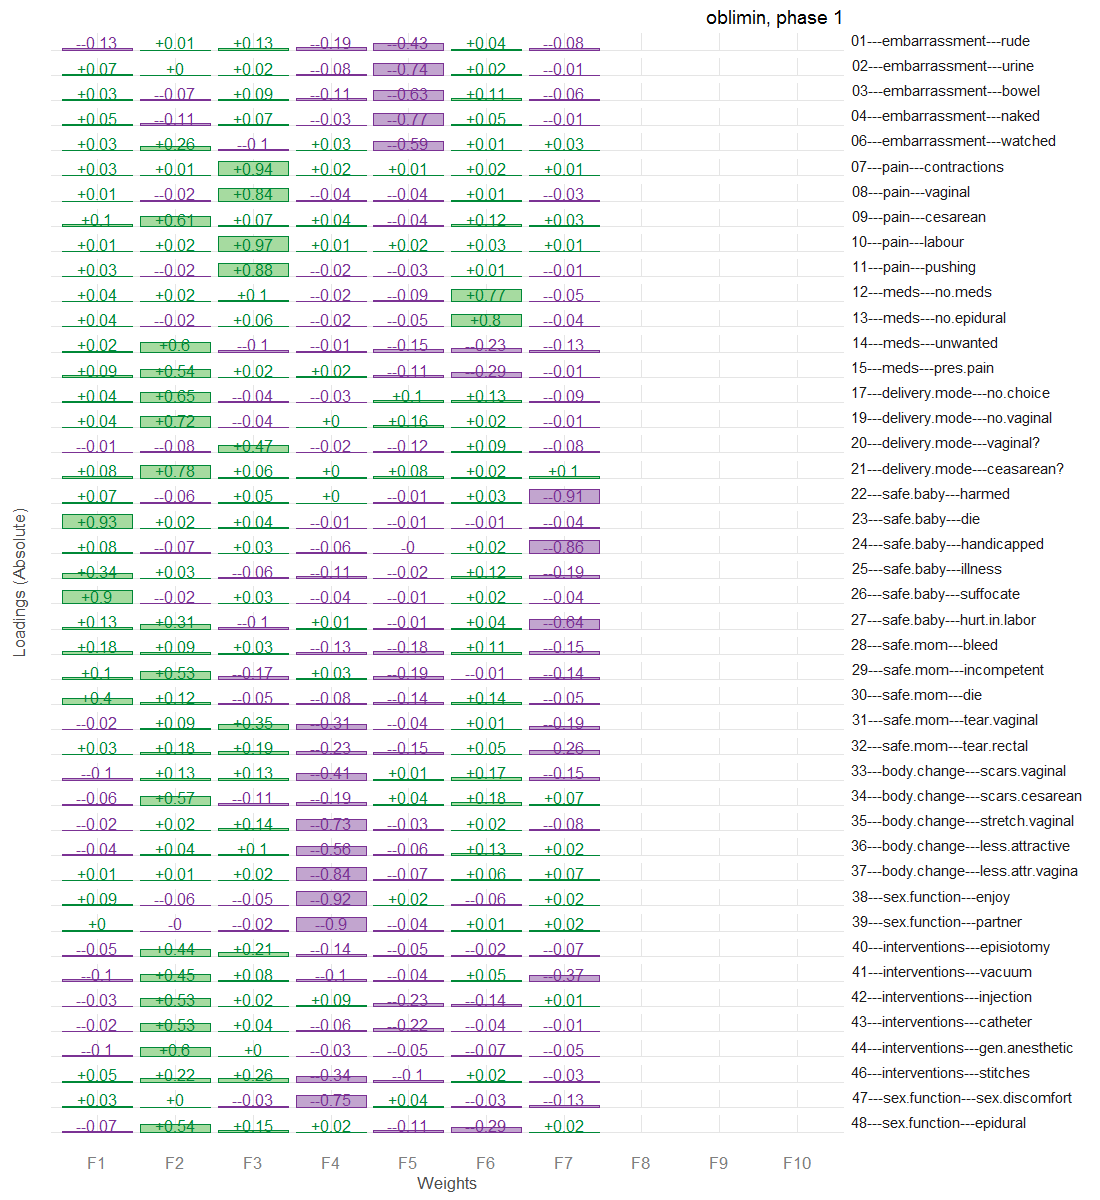 oblimin, phase 1
--0.13 +0.01 +0.13 --0.19 --0.43 +0.04 --0.08 01---embarrassment---rude
+0.07 +0 +0.02 --0.08 --0.74 +0.02 --0.01 02---embarrassment---urine
+0.03 --0.07 +0.09 --0.11 --0.63 +0.11 --0.06 03---embarrassment---bowel
+0.05 --0.11 +0.07 --0.03 --0.77 +0.05 --0.01 04---embarrassment---naked
+0.03 +0.26 --0.1 +0.03 --0.59 +0.01 +0.03 06---embarrassment---watched
+0.03 +0.01 +0.94 +0.02 +0.01 +0.02 +0.01 07---pain---contractions
+0.01 --0.02 +0.84 --0.04 --0.04 +0.01 --0.03 08---pain---vaginal
+0.1 +0.61 +0.07 +0.04 --0.04 +0.12 +0.03 09---pain---cesarean
+0.01 +0.02 +0.97 +0.01 +0.02 +0.03 +0.01 10---pain---labour
+0.03 --0.02 +0.88 --0.02 --0.03 +0.01 --0.01 11---pain---pushing
+0.04 +0.02 +0.1 --0.02 --0.09 +0.77 --0.05 12---meds---no.meds
+0.04 --0.02 +0.06 --0.02 --0.05 +0.8 --0.04 13---meds---no.epidural
+0.02 +0.6 --0.1 --0.01 --0.15 --0.23 --0.13 14---meds---unwanted
+0.09 +0.54 +0.02 +0.02 --0.11 --0.29 --0.01 15---meds---pres.pain
+0.04 +0.65 --0.04 --0.03 +0.1 +0.13 --0.09 17---delivery.mode---no.choice
+0.04 +0.72 --0.04 +0 +0.16 +0.02 --0.01 19---delivery.mode---no.vaginal
--0.01 --0.08 +0.47 --0.02 --0.12 +0.09 --0.08 20---delivery.mode---vaginal?
+0.08 +0.78 +0.06 +0 +0.08 +0.02 +0.1 21---delivery.mode---ceasarean?
+0.07 --0.06 +0.05 +0 --0.01 +0.03 --0.91 22---safe.baby---harmed
+0.93 +0.02 +0.04 --0.01 --0.01 --0.01 --0.04 23---safe.baby---die
+0.08 --0.07 +0.03 --0.06 -0 +0.02 --0.86 24---safe.baby---handicapped
+0.34 +0.03 --0.06 --0.11 --0.02 +0.12 --0.19 25---safe.baby---illness
+0.9 --0.02 +0.03 --0.04 --0.01 +0.02 --0.04 26---safe.baby---suffocate
+0.13 +0.31 --0.1 +0.01 --0.01 +0.04 --0.64 27---safe.baby---hurt.in.labor
+0.18 +0.09 +0.03 --0.13 --0.18 +0.11 --0.15 28---safe.mom---bleed
+0.1 +0.53 --0.17 +0.03 --0.19 --0.01 --0.14 29---safe.mom---incompetent
+0.4 +0.12 --0.05 --0.08 --0.14 +0.14 --0.05 30---safe.mom---die
--0.02 +0.09 +0.35 --0.31 --0.04 +0.01 --0.19 31---safe.mom---tear.vaginal
+0.03 +0.18 +0.19 --0.23 --0.15 +0.05 --0.26 32---safe.mom---tear.rectal
--0.1 +0.13 +0.13 --0.41 +0.01 +0.17 --0.15 33---body.change---scars.vaginal
--0.06 +0.57 --0.11 --0.19 +0.04 +0.18 +0.07 34---body.change---scars.cesarean
--0.02 +0.02 +0.14 --0.73 --0.03 +0.02 --0.08 35---body.change---stretch.vaginal
--0.04 +0.04 +0.1 --0.56 --0.06 +0.13 +0.02 36---body.change---less.attractive
+0.01 +0.01 +0.02 --0.84 --0.07 +0.06 +0.07 37---body.change---less.attr.vagina
+0.09 --0.06 --0.05 --0.92 +0.02 --0.06 +0.02 38---sex.function---enjoy
+0 -0 --0.02 --0.9 --0.04 +0.01 +0.02 39---sex.function---partner
--0.05 +0.44 +0.21 --0.14 --0.05 --0.02 --0.07 40---interventions---episiotomy
--0.1 +0.45 +0.08 --0.1 --0.04 +0.05 --0.37 41---interventions---vacuum
--0.03 +0.53 +0.02 +0.09 --0.23 --0.14 +0.01 42---interventions---injection
--0.02 +0.53 +0.04 --0.06 --0.22 --0.04 --0.01 43---interventions---catheter
--0.1 +0.6 +0 --0.03 --0.05 --0.07 --0.05 44---interventions---gen.anesthetic
+0.05 +0.22 +0.26 --0.34 --0.1 +0.02 --0.03 46---interventions---stitches
+0.03 +0 --0.03 --0.75 +0.04 --0.03 --0.13 47---sex.function---sex.discomfort
--0.07 +0.54 +0.15 +0.02 --0.11 --0.29 +0.02 48---sex.function---epidural
F1 F2 F3 F4 F5 F6 F7 F8 F9 F10
Weights
Loadings (Absolute)